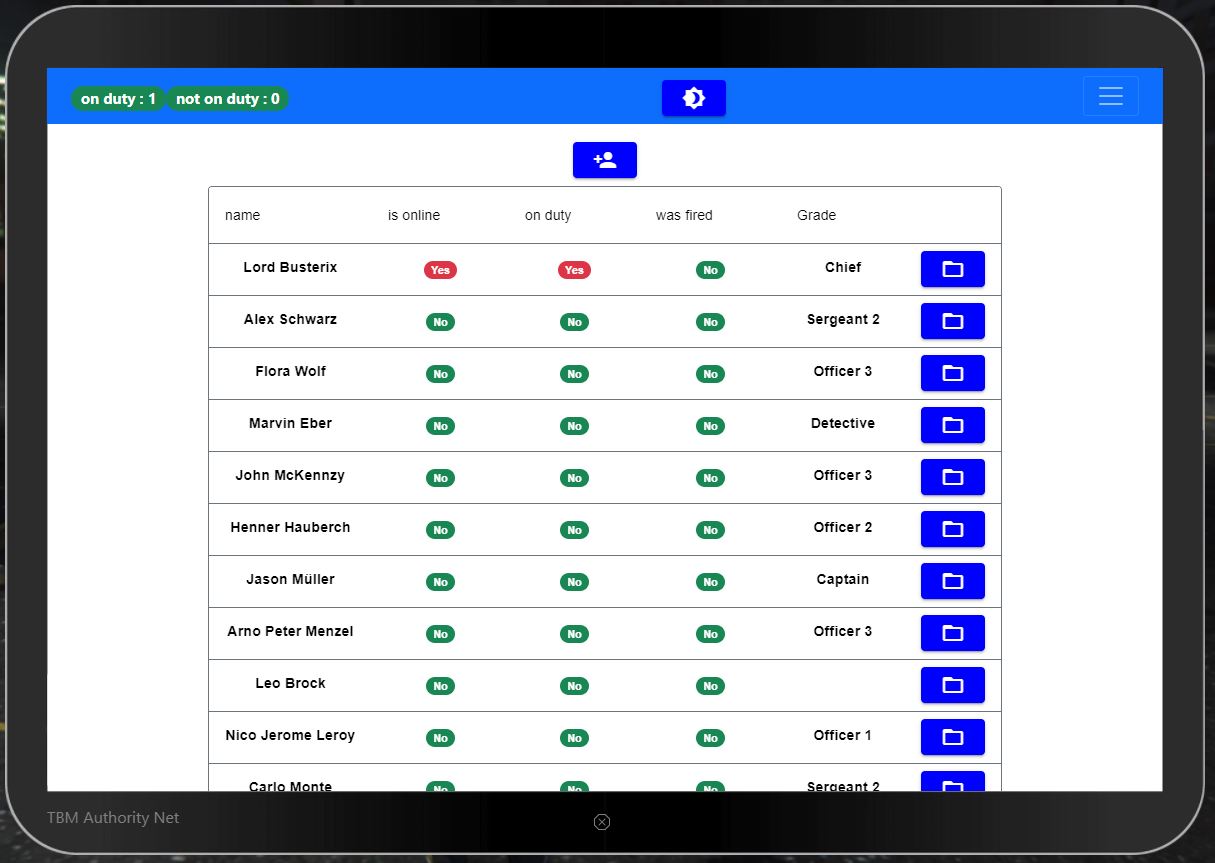 on duty : 1 not on duty : 0
name is online on duty was fired Grade
Lord Busterix Yes Yes No Chief
Alex Schwarz No No No Sergeant 2
Flora Wolf No No No Officer 3
Marvin Eber No No No Detective
John McKennzy No No No Officer 3
Henner Hauberch No No No Officer 2
Jason Müller No No No Captain
Arno Peter Menzel No No No Officer 3
Leo Brock No No No
Nico Jerome Leroy No No No Officer 1
Carlo Monte No No No Sergeant 2
TBM Authority Net